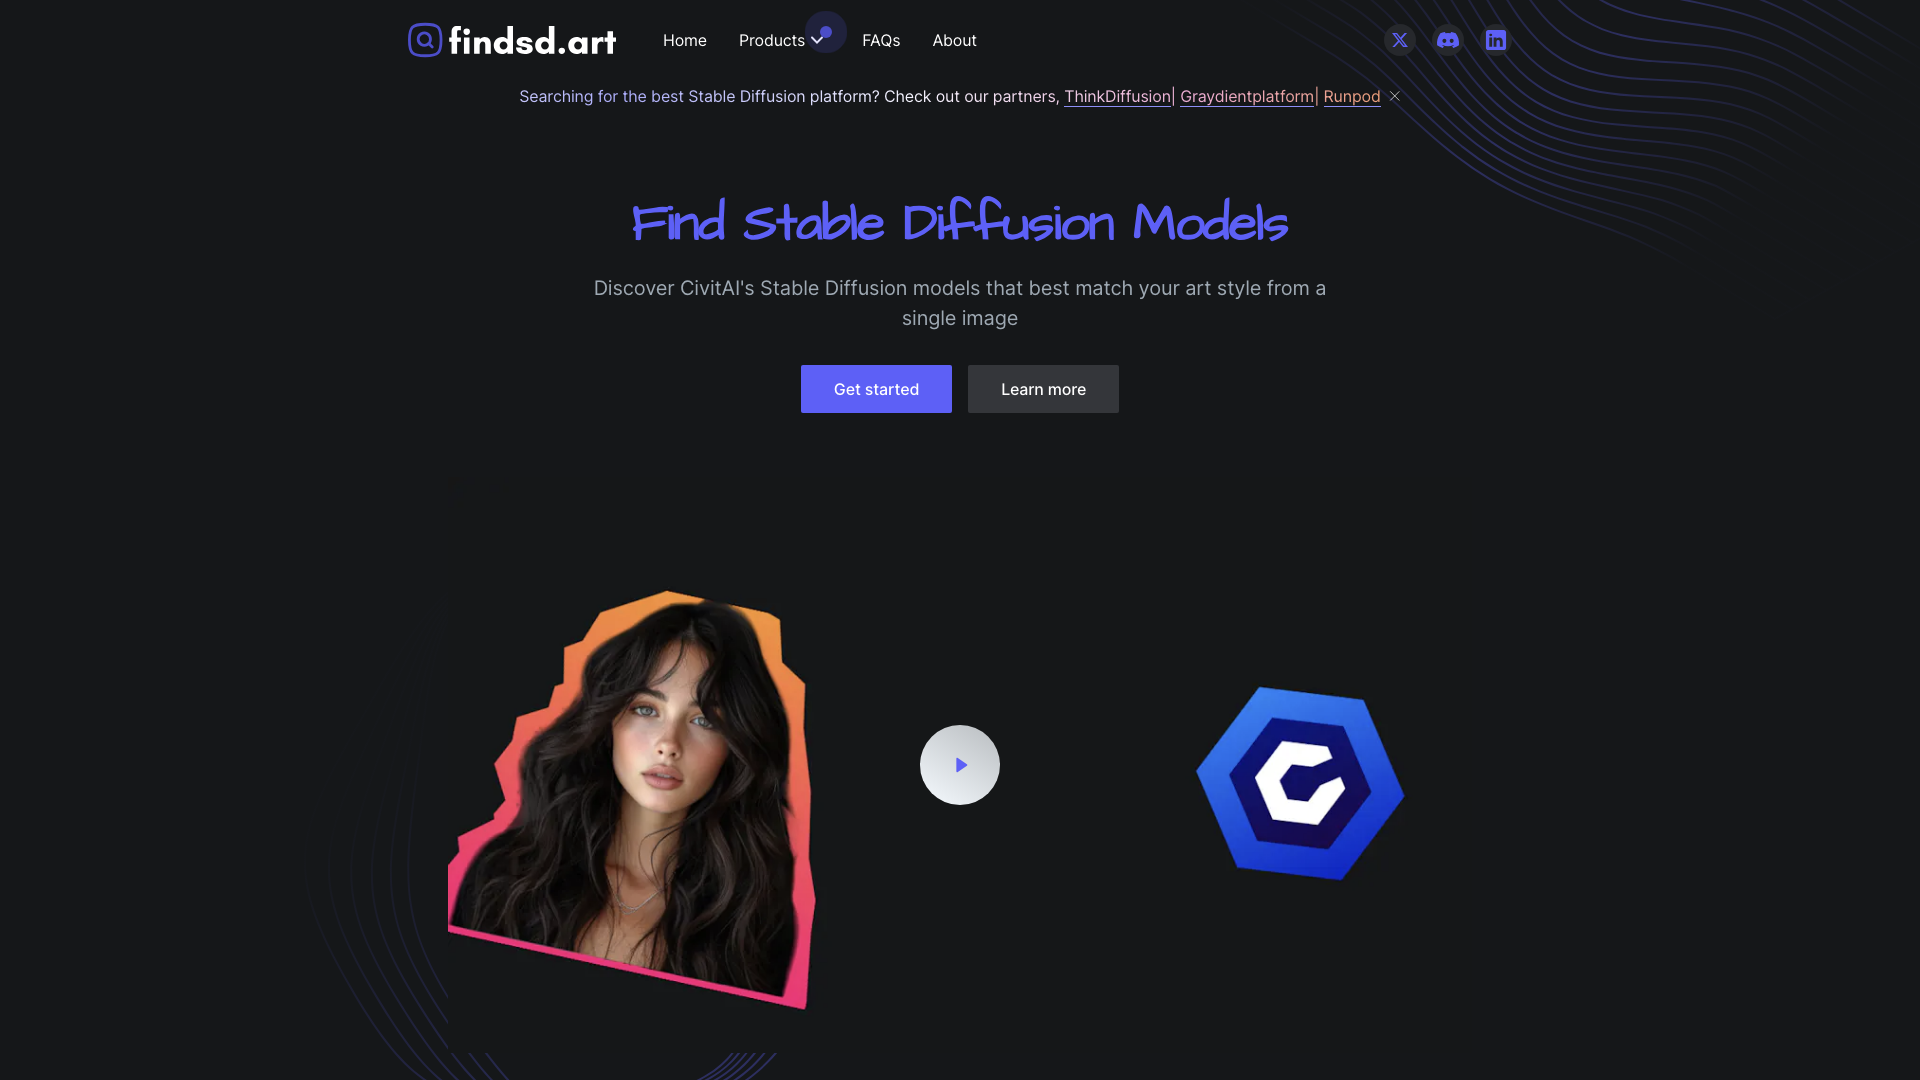 findsd.art
Home Products FAQs About
Searching for the best Stable Diffusion platform? Check out our partners, ThinkDiffusion| Graydientplatform| Runpod
Find Stable Diffusion Models
Discover CivitAI's Stable Diffusion models that best match your art style from a
single image
Get started Learn more